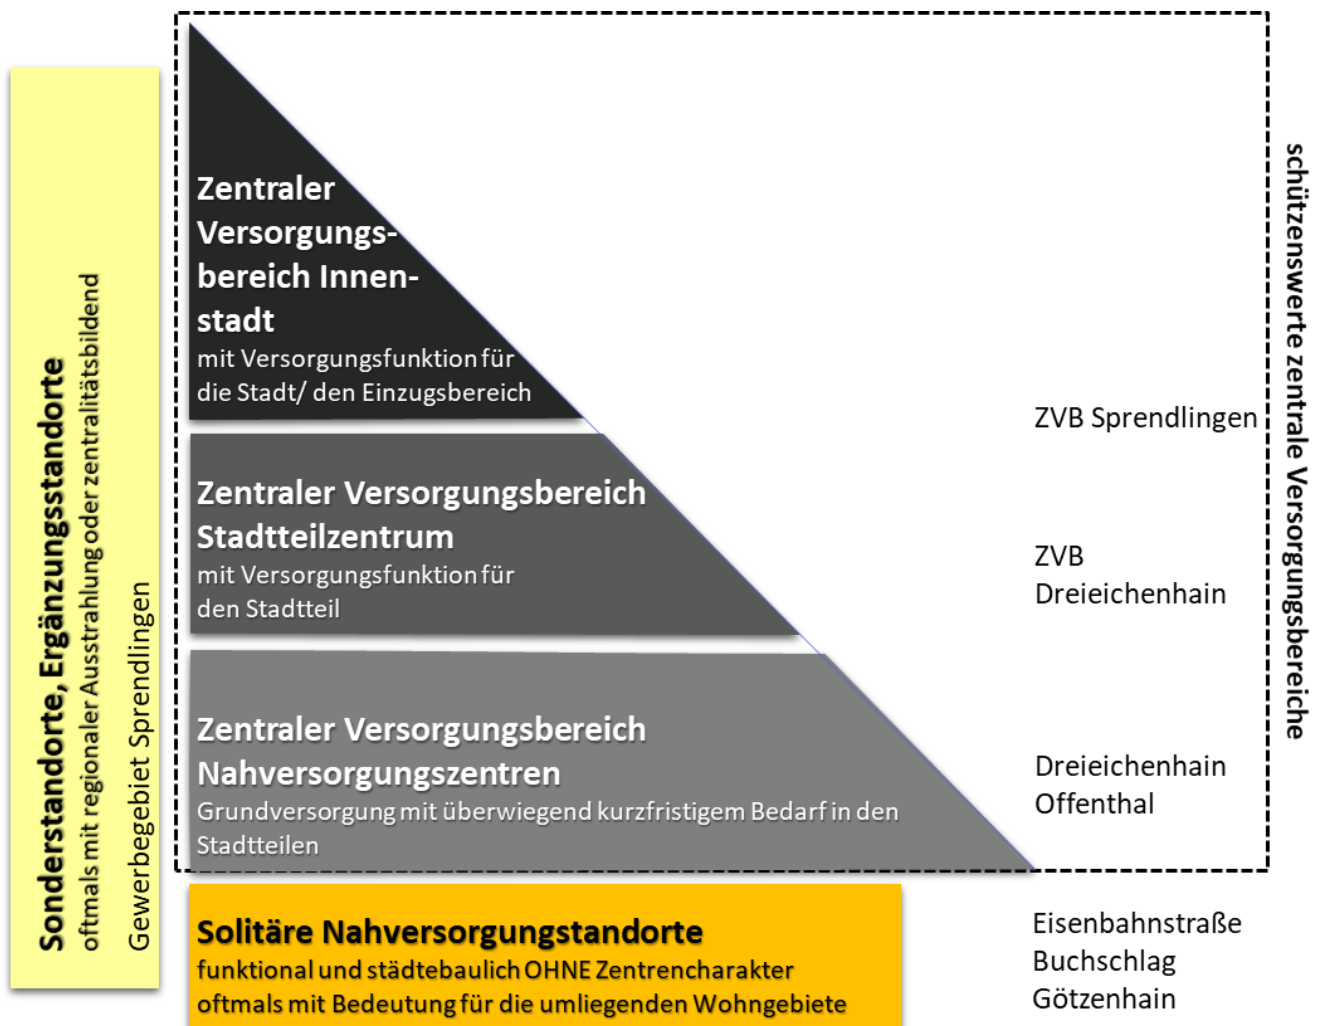 Sonderstandorte, Ergänzungsstandorte
oftmals mit regionaler Ausstrahlung oder zentralitätsbildend
Gewerbegebiet Sprendlingen
Zentraler
Versorgungs-
bereich Innen-
stadt
mit Versorgungsfunktion für
die Stadt/ den Einzugsbereich
ZVB Sprendlingen
Zentraler Versorgungsbereich
Stadtteilzentrum
mit Versorgungsfunktion für
den Stadtteil
ZVB
Dreieichenhain
Zentraler Versorgungsbereich
Nahversorgungszentren
Grundversorgung mit überwiegend kurzfristigem Bedarf in den
Stadtteilen
Dreieichenhain
Offenthal
Solitäre Nahversorgungstandorte
funktional und städtebaulich OHNE Zentrencharakter
oftmals mit Bedeutung für die umliegenden Wohngebiete
Eisenbahnstraße
Buchschlag
Götzenhain
schützenswerte zentrale Versorgungsbereiche